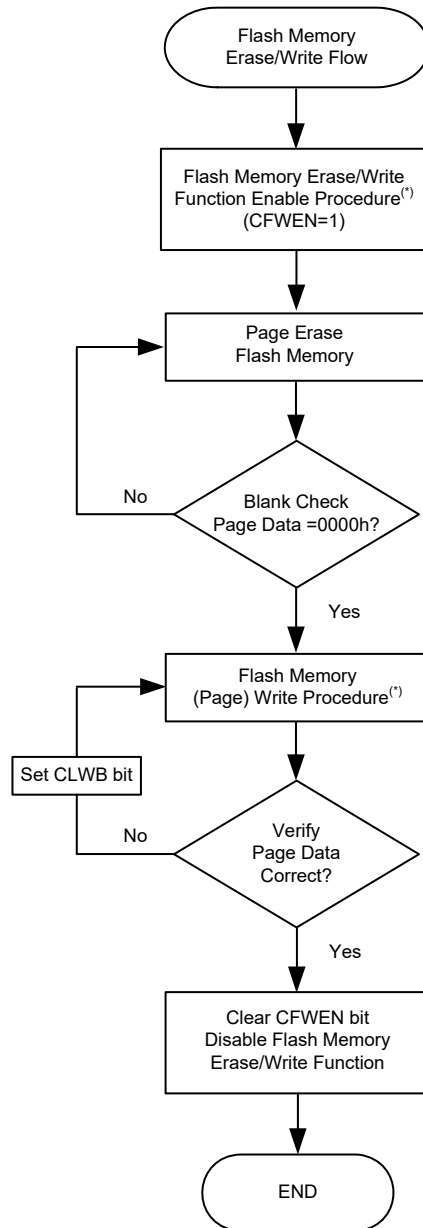 Flash Memory
Erase/Write Flow
Flash Memory Erase/Write
Function Enable Procedure(*)
(CFWEN=1)
Page Erase
Flash Memory
No
Blank Check
Page Data =0000h?
Yes
Flash Memory
(Page) Write Procedure(*)
Set CLWB bit
No
Verify
Page Data
Correct?
Yes
Clear CFWEN bit
Disable Flash Memory
Erase/Write Function
END